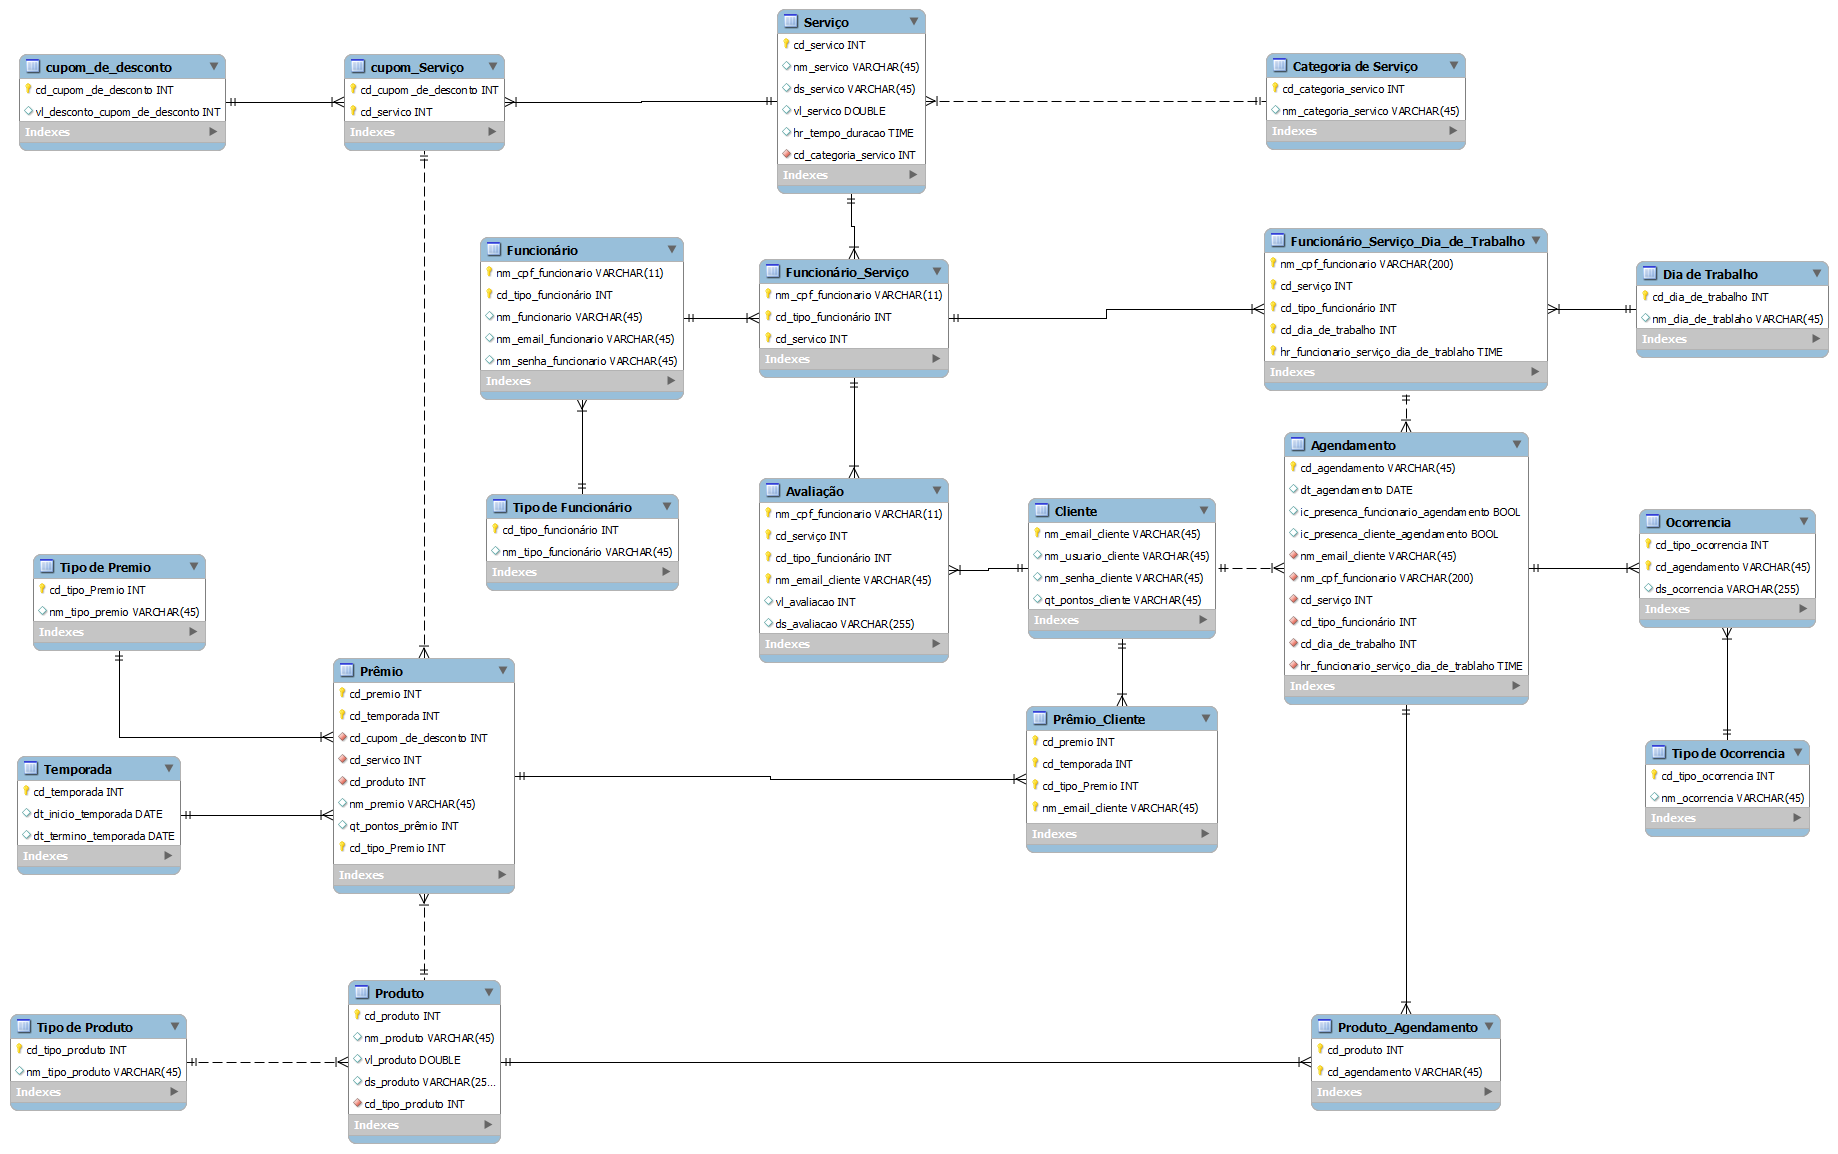 Serviço
cd_servico INT
nm_servico VARCHAR(45)
ds_servico VARCHAR(45)
vl_servico DOUBLE
hr_tempo_duracao TIME
cd_categoria_servico INT
Indexes
cupom_de_desconto
cd_cupom_de_desconto INT
vl_desconto_cupom_de_desconto INT
Indexes
cupom_Serviço
cd_cupom_de_desconto INT
cd_servico INT
Indexes
Categoria de Serviço
cd_categoria_servico INT
nm_categoria_servico VARCHAR(45)
Indexes
Funcionário
nm_cpf_funcionario VARCHAR(11)
cd_tipo_funcionário INT
nm_funcionario VARCHAR(45)
nm_email_funcionario VARCHAR(45)
nm_senha_funcionario VARCHAR(45)
Indexes
Funcionário_Serviço
nm_cpf_funcionario VARCHAR(11)
cd_tipo_funcionário INT
cd_servico INT
Indexes
Funcionário_Serviço_Dia_de_Trabalho
nm_cpf_funcionario VARCHAR(200)
cd_serviço INT
cd_tipo_funcionário INT
cd_dia_de_trabalho INT
hr_funcionario_serviço_dia_de_trablaho TIME
Indexes
Dia de Trabalho
cd_dia_de_trabalho INT
nm_dia_de_trablaho VARCHAR(45)
Indexes
Tipo de Funcionário
cd_tipo_funcionário INT
nm_tipo_funcionário VARCHAR(45)
Indexes
Avaliação
nm_cpf_funcionario VARCHAR(11)
cd_serviço INT
cd_tipo_funcionário INT
nm_email_cliente VARCHAR(45)
vl_avaliacao INT
ds_avaliacao VARCHAR(255)
Indexes
Cliente
nm_email_cliente VARCHAR(45)
nm_usuario_cliente VARCHAR(45)
nm_senha_cliente VARCHAR(45)
qt_pontos_cliente VARCHAR(45)
Indexes
Agendamento
cd_agendamento VARCHAR(45)
dt_agendamento DATE
ic_presenca_funcionario_agendamento BOOL
ic_presenca_cliente_agendamento BOOL
nm_email_cliente VARCHAR(45)
nm_cpf_funcionario VARCHAR(200)
cd_serviço INT
cd_tipo_funcionário INT
cd_dia_de_trabalho INT
hr_funcionario_serviço_dia_de_trablaho TIME
Indexes
Ocorrencia
cd_tipo_ocorrencia INT
cd_agendamento VARCHAR(45)
ds_ocorrencia VARCHAR(255)
Indexes
Tipo de Premio
cd_tipo_Premio INT
nm_tipo_premio VARCHAR(45)
Indexes
Prêmio
cd_premio INT
cd_temporada INT
cd_cupom_de_desconto INT
cd_servico INT
cd_produto INT
nm_premio VARCHAR(45)
qt_pontos_prêmio INT
cd_tipo_Premio INT
Indexes
Prêmio_Cliente
cd_premio INT
cd_temporada INT
cd_tipo_Premio INT
nm_email_cliente VARCHAR(45)
Indexes
Tipo de Ocorrencia
cd_tipo_ocorrencia INT
nm_ocorrencia VARCHAR(45)
Indexes
Temporada
cd_temporada INT
dt_inicio_temporada DATE
dt_termino_temporada DATE
Indexes
Produto
cd_produto INT
nm_produto VARCHAR(45)
vl_produto DOUBLE
ds_produto VARCHAR(25...
cd_tipo_produto INT
Indexes
Tipo de Produto
cd_tipo_produto INT
nm_tipo_produto VARCHAR(45)
Indexes
Produto_Agendamento
cd_produto INT
cd_agendamento VARCHAR(45)
Indexes